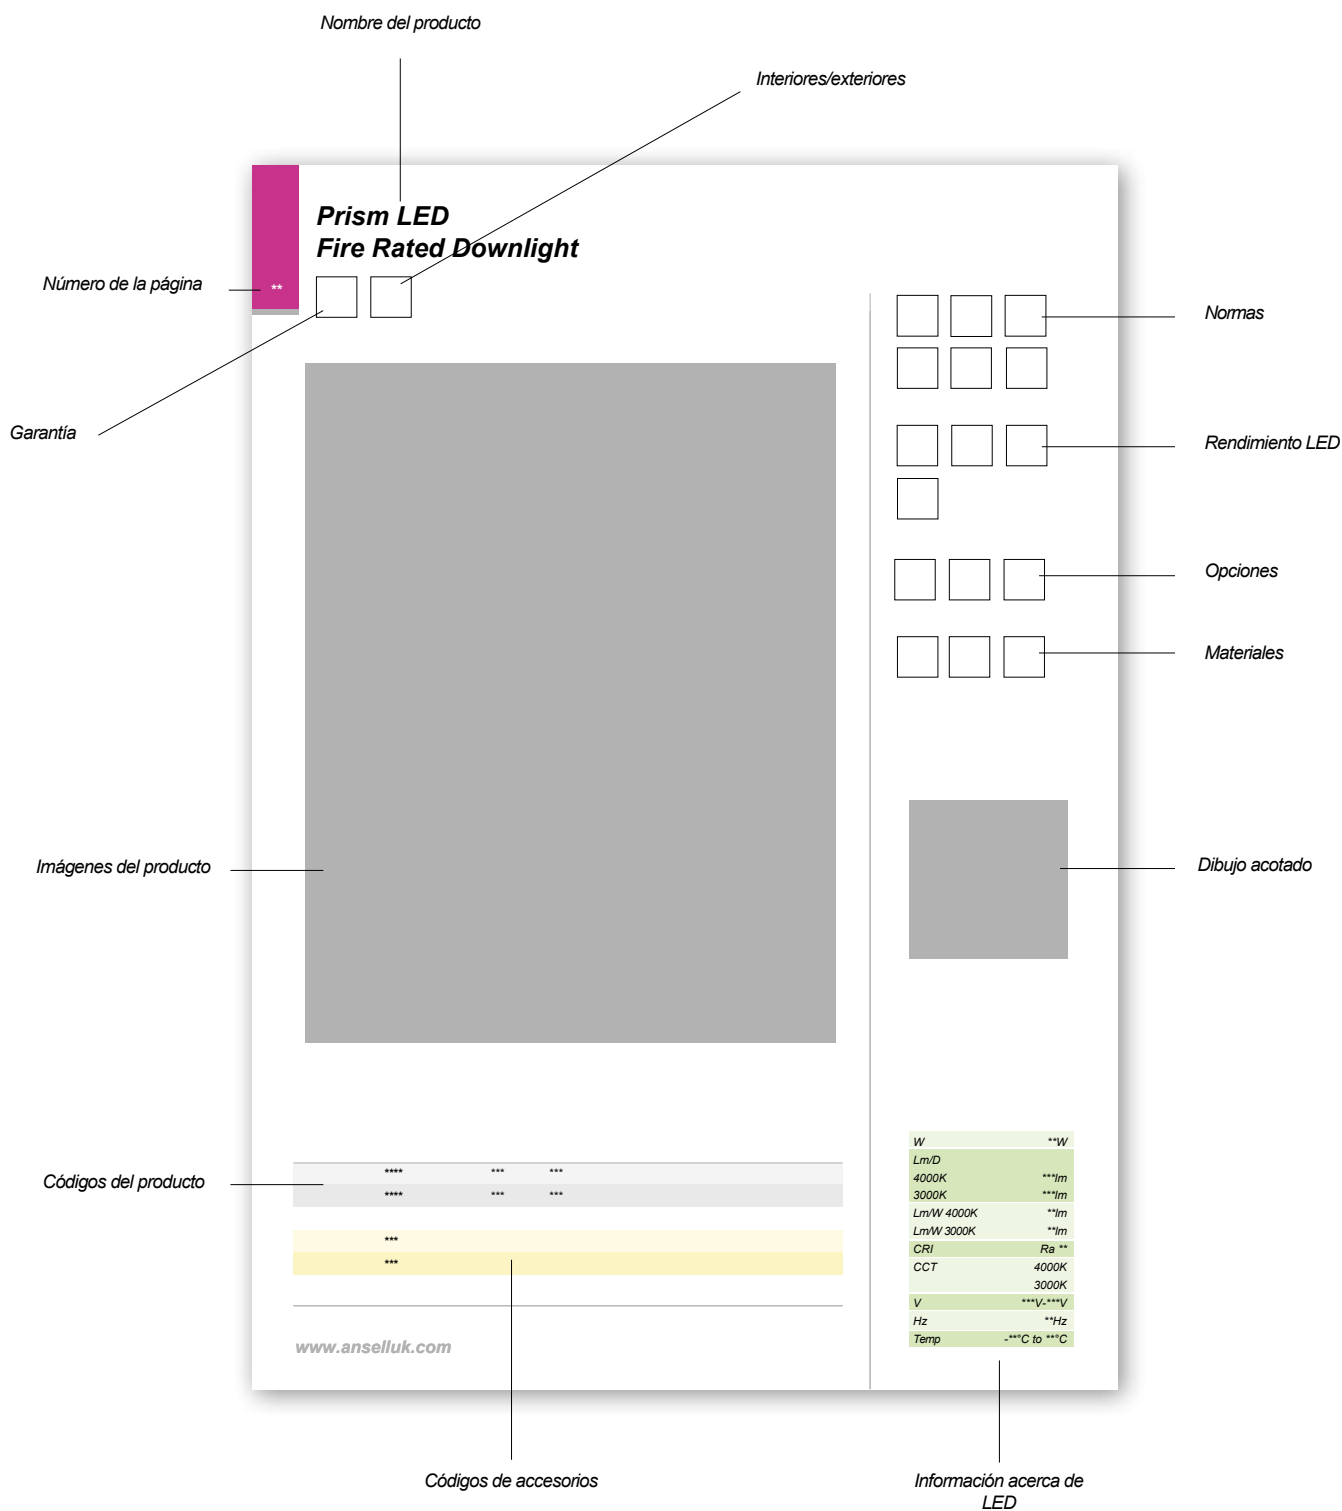 Nombre del producto
Interiores/exteriores
Prism LED
Fire Rated Downlight
Número de la página
**
Normas
Garantía
Rendimiento LED
Opciones
Materiales
Imágenes del producto
Dibujo acotado
Códigos del producto
**** *** ***
**** *** ***
***
***
W **W
Lm/D
4000K ***lm
3000K ***lm
Lm/W 4000K **lm
Lm/W 3000K **lm
CRI Ra **
CCT 4000K
3000K
V ***V-***V
Hz **Hz
Temp -**°C to **°C
www.anselluk.com
Códigos de accesorios
Información acerca de
LED